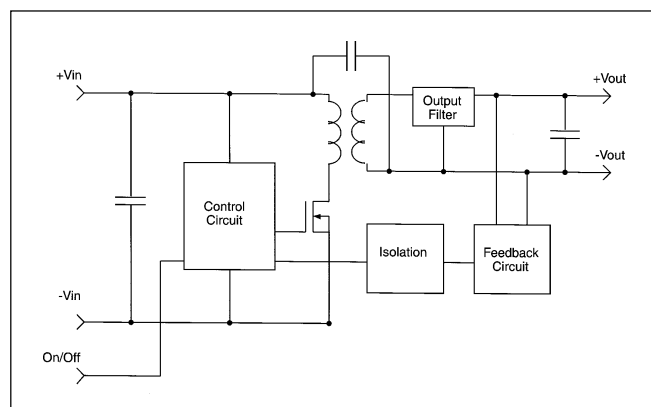 +Vin
Output
Filter
+Vout
-Vout
Control
Circuit
Isolation
Feedback
Circuit
-Vin
On/Off